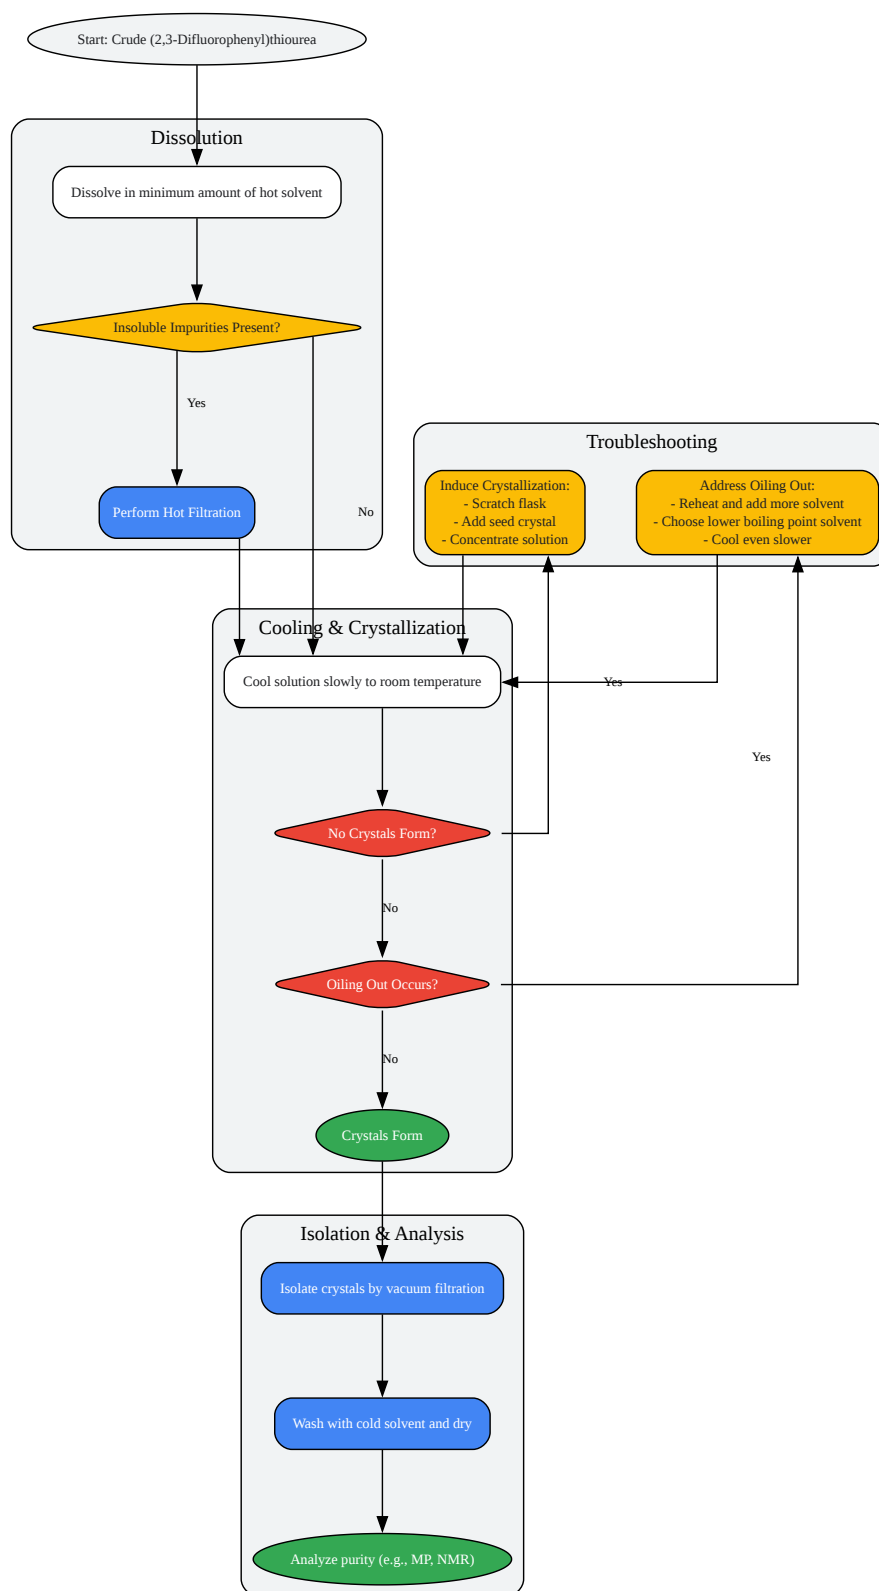 Start: Crude (2,3-Difluorophenyl)thiourea
Dissolution
Dissolve in minimum amount of hot solvent
Insoluble Impurities Present?
Yes
Perform Hot Filtration
No
Troubleshooting
Induce Crystallization:
- Scratch flask
- Add seed crystal
- Concentrate solution
Address Oiling Out:
- Reheat and add more solvent
- Choose lower boiling point solvent
- Cool even slower
Cooling & Crystallization
Cool solution slowly to room temperature
Yes
Yes
No Crystals Form?
No
Oiling Out Occurs?
No
Crystals Form
Isolation & Analysis
Isolate crystals by vacuum filtration
Wash with cold solvent and dry
Analyze purity (e.g., MP, NMR)